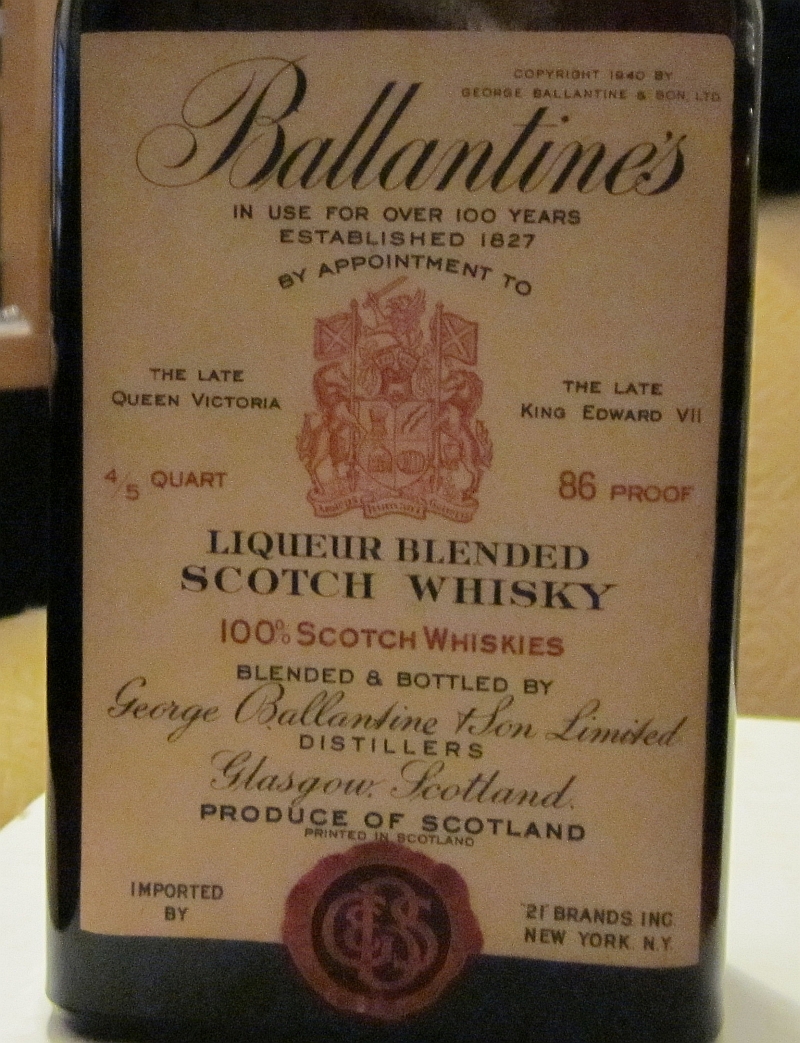 COPYRIGHT 1940 BY
GEORGE BALLANTINE & SON, LTD.
Ballantine's
IN USE FOR OVER 100 YEARS
ESTABLISHED 1827
BY APPOINTMENT TO
THE LATE
QUEEN VICTORIA
THE LATE
KING EDWARD VII
4/5 QUART
86 PROOF
LIQUEUR BLENDED
SCOTCH WHISKY
100% SCOTCH WHISKIES
BLENDED & BOTTLED BY
George Ballantine & Son Limited
DISTILLERS
Glasgow. Scotland.
PRODUCE OF SCOTLAND
PRINTED IN SCOTLAND
IMPORTED
BY
"21" BRANDS INC.
NEW YORK. N.Y.